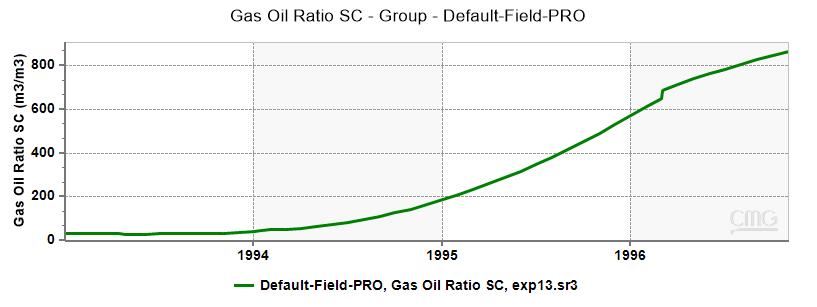 Gas Oil Ratio SC - Group - Default-Field-PRO
Gas Oil Ratio SC (m3/m3)
800
600
400
200
0
1994
1995
1996
CMG
Default-Field-PRO, Gas Oil Ratio SC, exp13.sr3